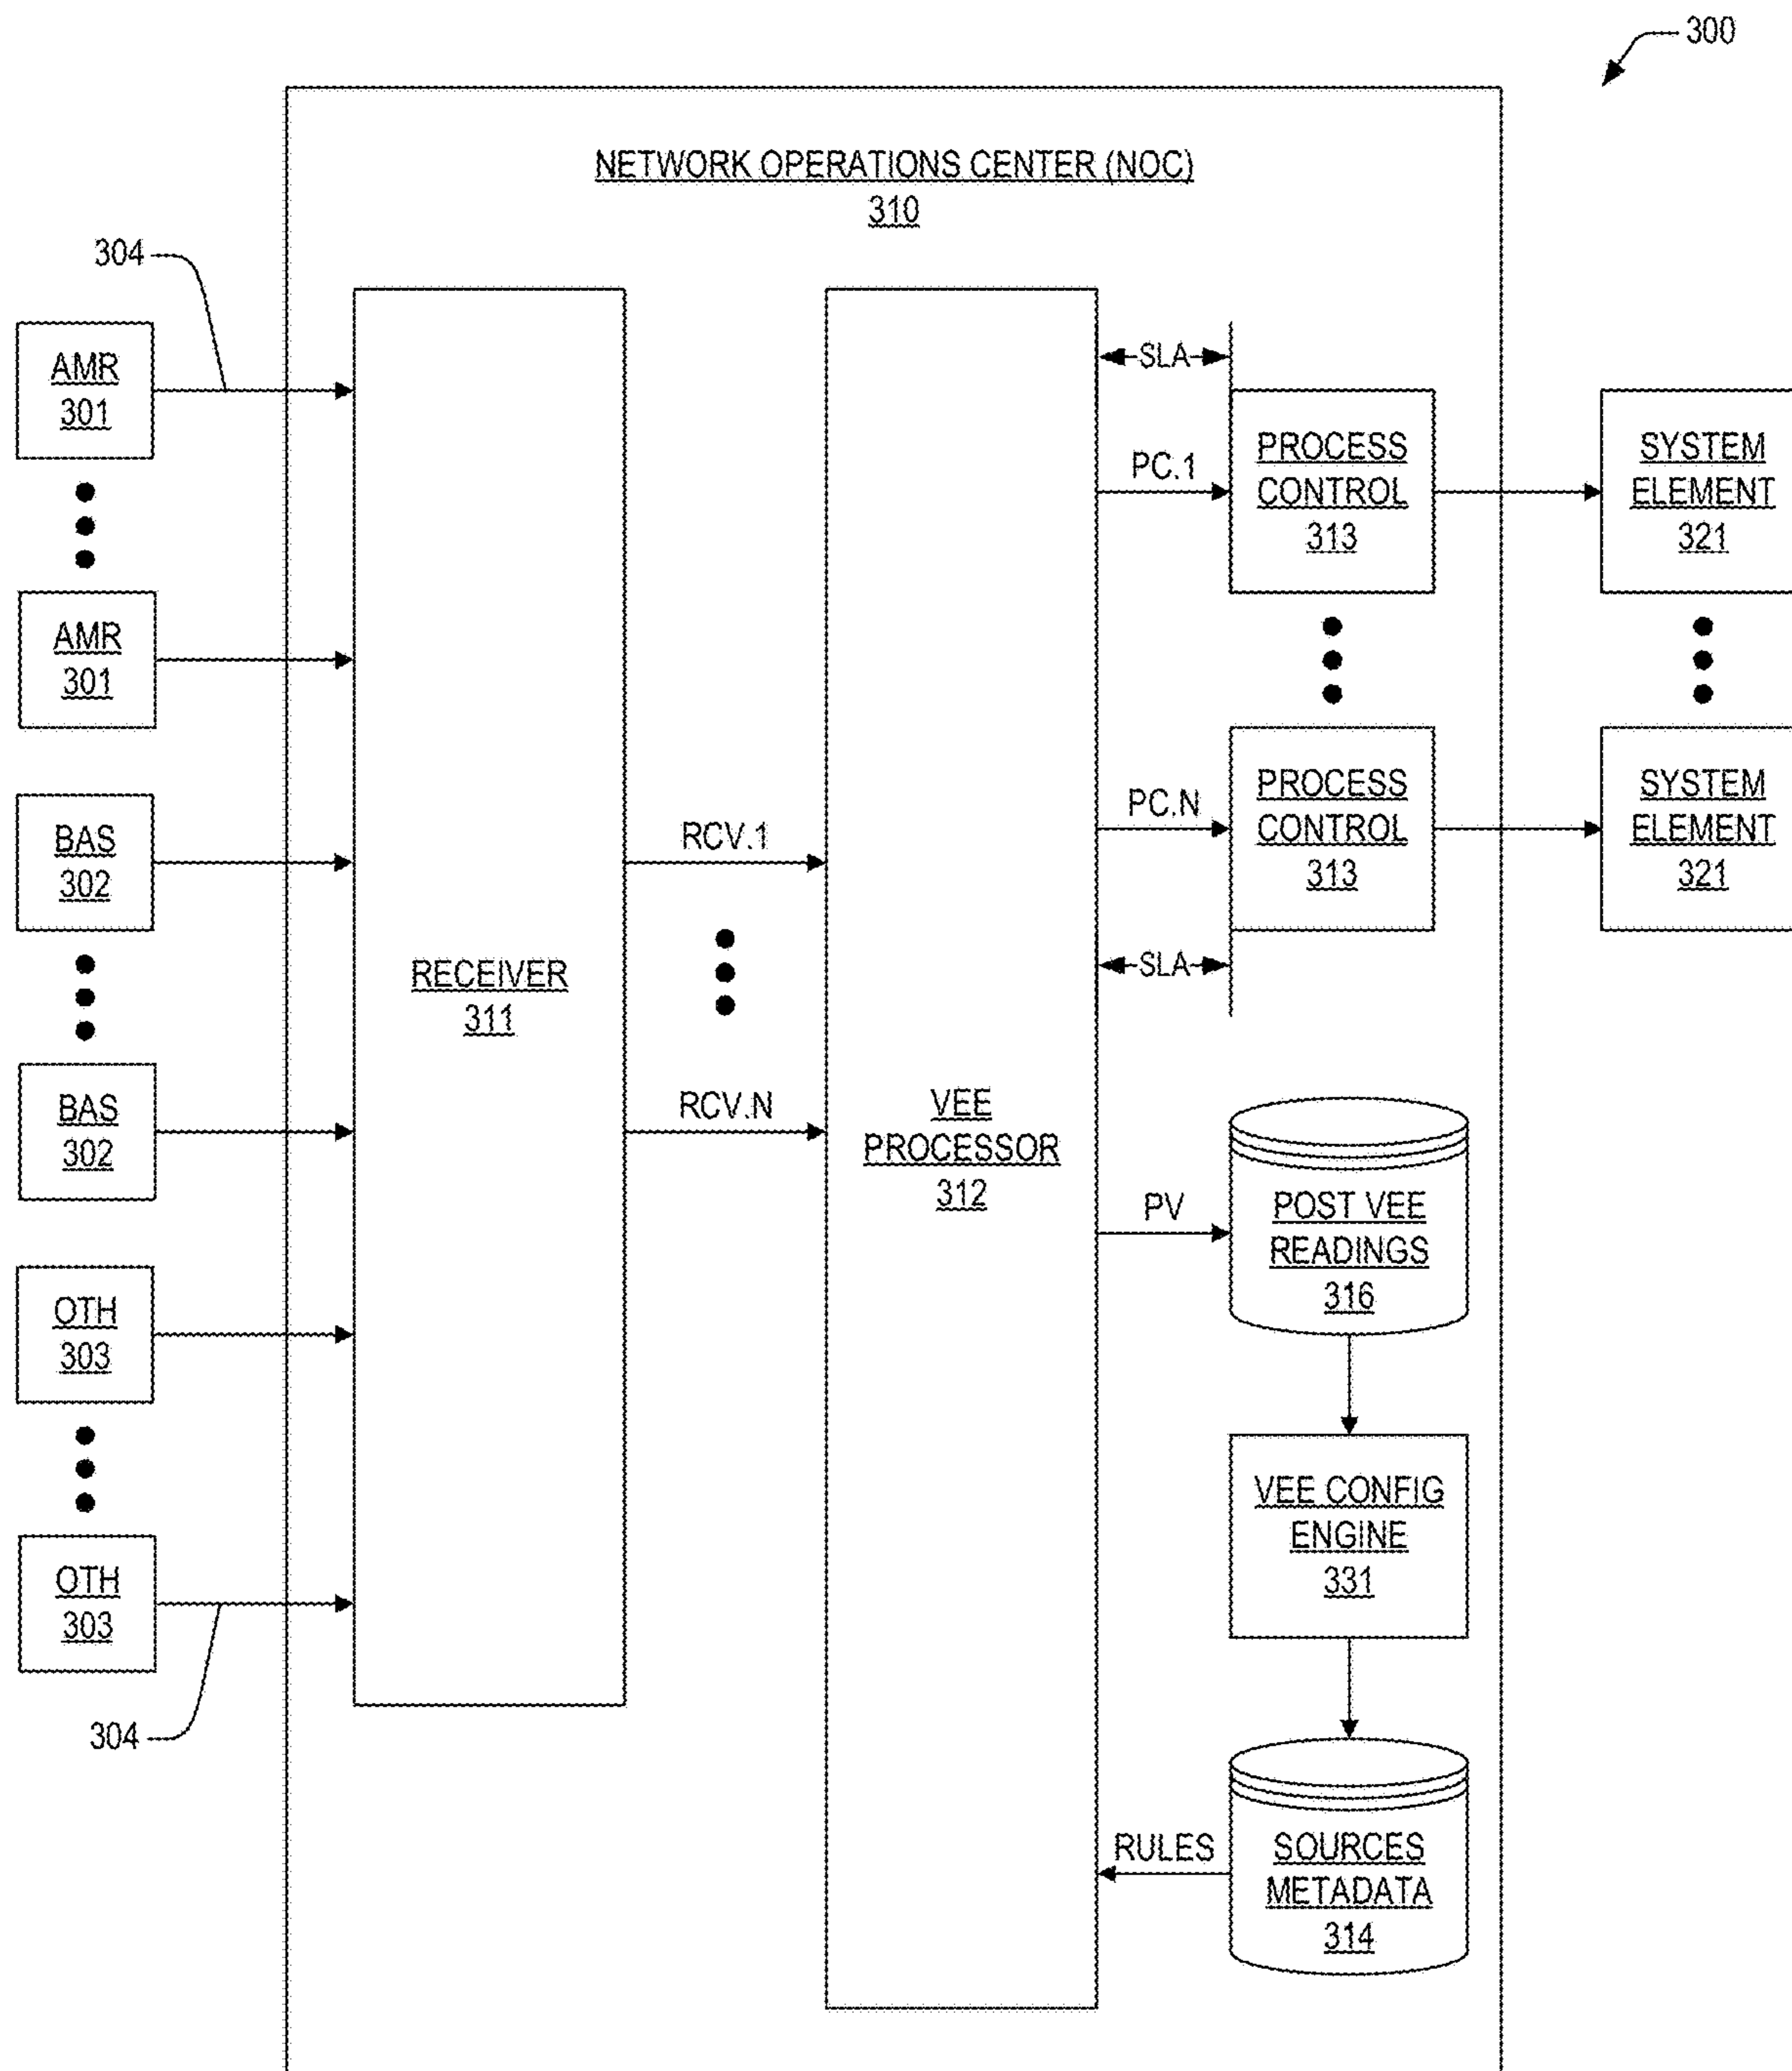 300
NETWORK OPERATIONS CENTER (NOC)
310
304
AMR
301
AMR
301
BAS
302
BAS
302
OTH
303
OTH
303
304
RECEIVER
311
RCV.1
RCV.N
VEE
PROCESSOR
312
SLA
PC.1
PROCESS
CONTROL
313
SYSTEM
ELEMENT
321
PC.N
PROCESS
CONTROL
313
SYSTEM
ELEMENT
321
SLA
PV
POST VEE
READINGS
316
VEE CONFIG
ENGINE
331
RULES
SOURCES
METADATA
314